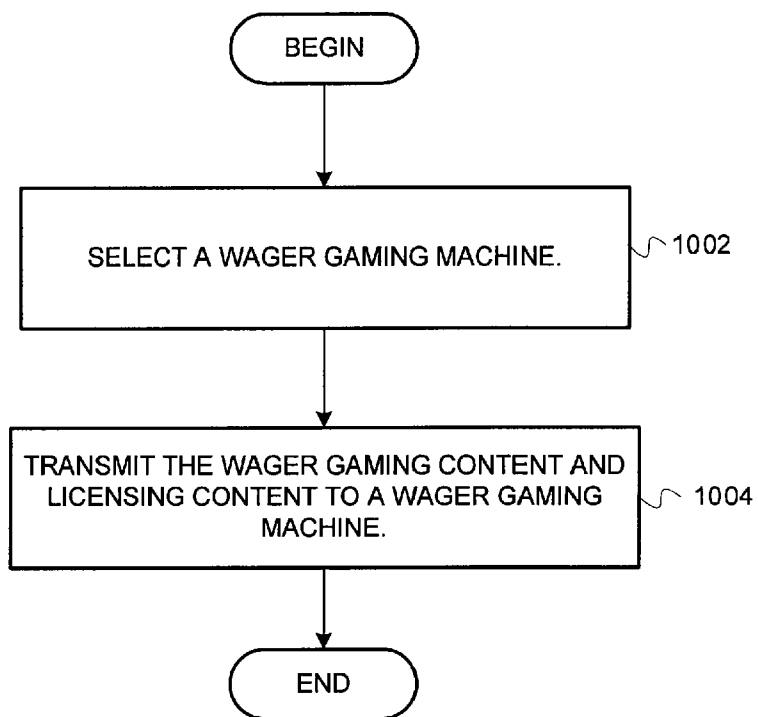 BEGIN
SELECT A WAGER GAMING MACHINE.
1002
TRANSMIT THE WAGER GAMING CONTENT AND
LICENSING CONTENT TO A WAGER GAMING
MACHINE.
1004
END